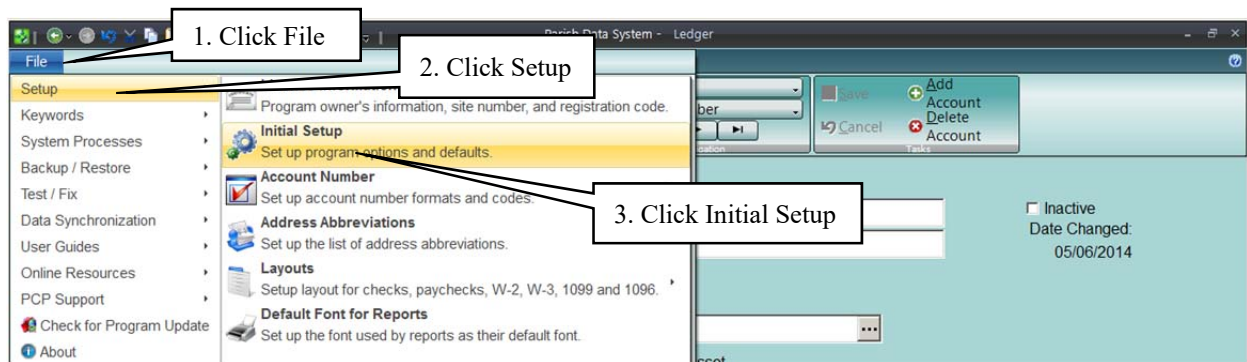 1. Click File
Parish Data System - Ledger
File
2. Click Setup
Setup
Program owner's information, site number, and registration code.
Keywords
Initial Setup
Set up program options and defaults.
System Processes
Backup / Restore
Account Number
Set up account number formats and codes.
Test / Fix
3. Click Initial Setup
Data Synchronization
Address Abbreviations
Set up the list of address abbreviations.
User Guides
Online Resources
Layouts
Setup layout for checks, paychecks, W-2, W-3, 1099 and 1096.
PCP Support
Default Font for Reports
Set up the font used by reports as their default font.
Check for Program Update
About
ber
Save
Cancel
Add
Account
Delete
Account
Tasks
Inactive
Date Changed:
05/06/2014